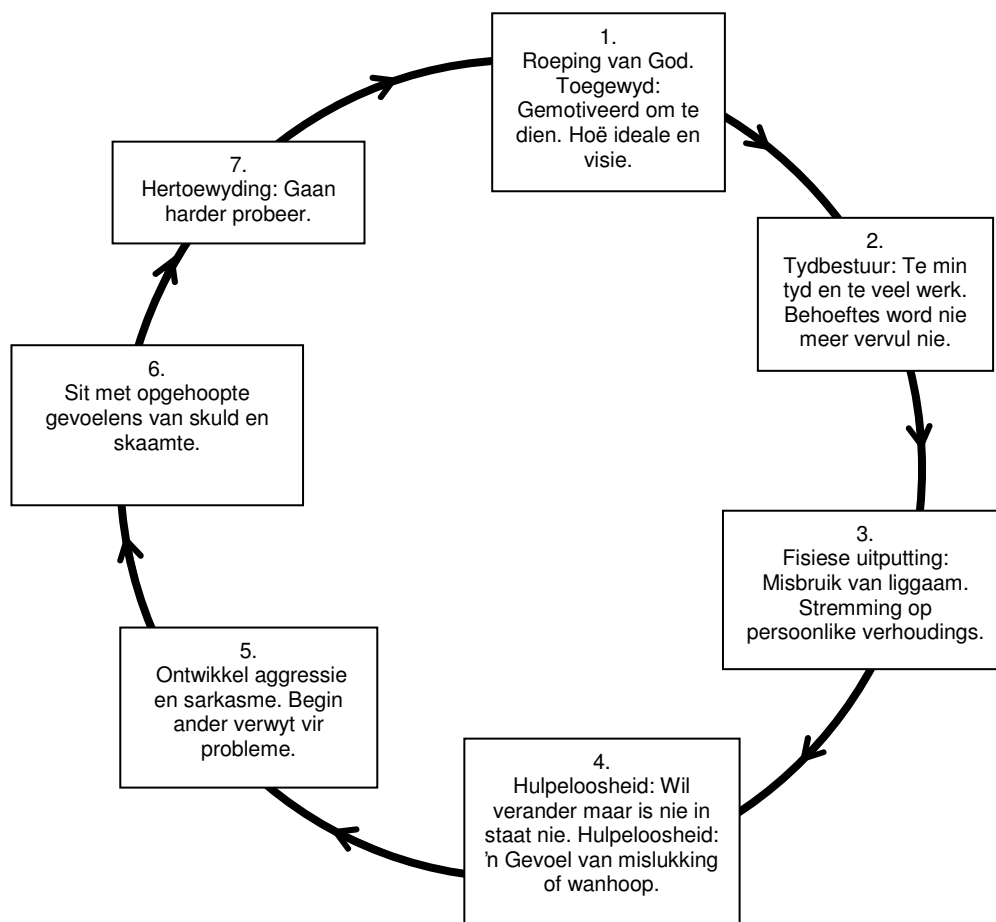 1.
Roeping van God.
Toegewyd:
Gemotiveerd om te
dien. Hoë ideale en
visie.
2.
Tydbestuur: Te min
tyd en te veel werk.
Behoeftes word nie
meer vervul nie.
3.
Fisiese uitputting:
Misbruik van liggaam.
Stremming op
persoonlike verhoudings.
4.
Hulpeloosheid: Wil
verander maar is nie in
staat nie. Hulpeloosheid:
'n Gevoel van mislukking
of wanhoop.
5.
Ontwikkel aggressie
en sarkasme. Begin
ander verwyt vir
probleme.
6.
Sit met opgehoopte
gevoelens van skuld en
skaamte.
7.
Hertoewyding: Gaan
harder probeer.